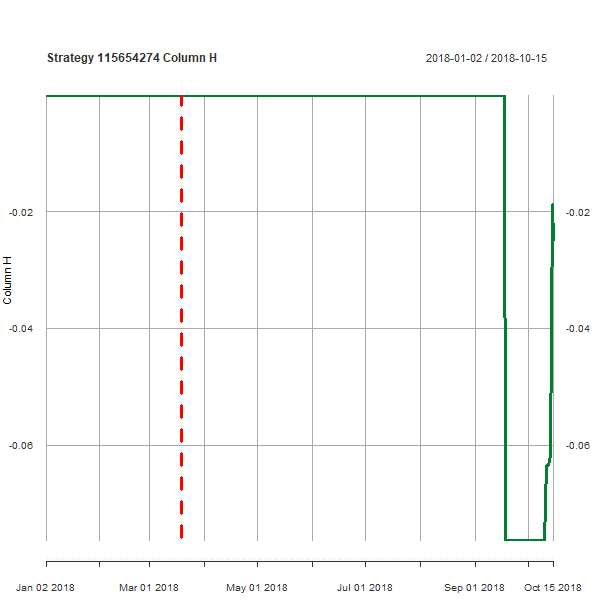 Strategy 115654274 Column H
2018-01-02 / 2018-10-15
-0.02
-0.02
Column H
-0.04
-0.04
-0.06
-0.06
Jan 02 2018
Mar 01 2018
May 01 2018
Jul 01 2018
Sep 01 2018
Oct 15 2018